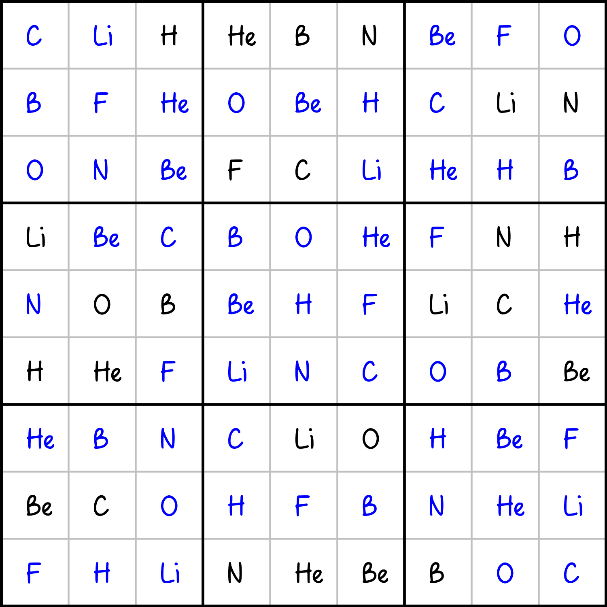 C Li H He B N Be F O
B F He O Be H C Li N
O N Be F C Li He H B
Li Be C B O He F N H
N O B Be H F Li C He
H He F Li N C O B Be
He B N C Li O H Be F
Be C O H F B N He Li
F H Li N He Be B O C